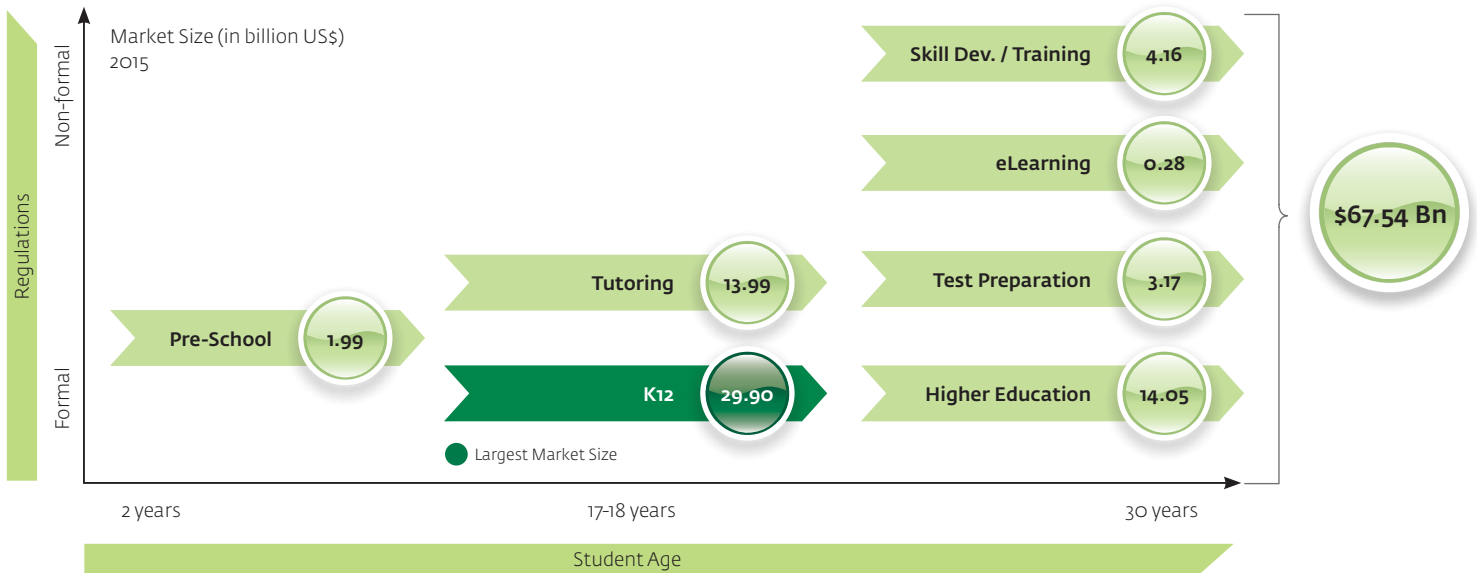 Market Size (in billion US$)
2015
Regulations
Non-formal
Formal
Skill Dev. / Training 4.16
eLearning 0.28
Test Preparation 3.17
Higher Education 14.05
Tutoring 13.99
K12 29.90
Pre-School 1.99
Largest Market Size
$67.54 Bn
2 years
17-18 years
30 years
Student Age